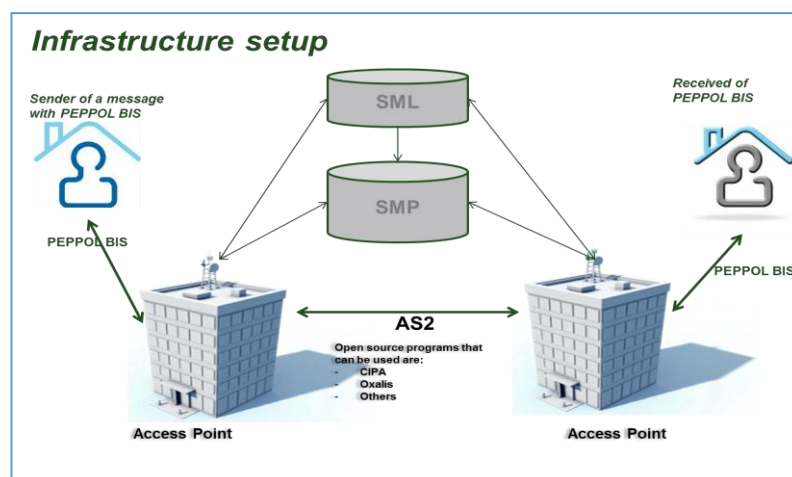 Infrastructure setup
Sender of a message
with PEPPOL BIS
SML
Received of
PEPPOL BIS
SMP
PEPPOL BIS
PEPPOL BIS
AS2
Open source programs that
can be used are:
- CIPA
- Oxalis
- Others
Access Point
Access Point